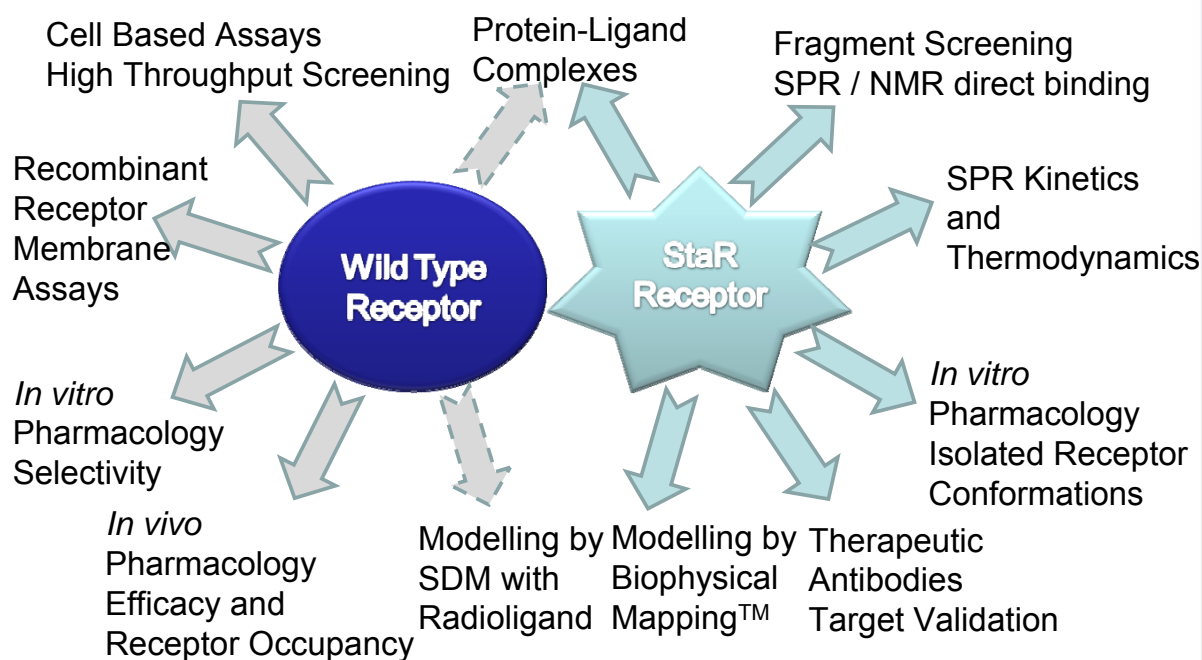 Cell Based Assays
High Throughput Screening
Protein-Ligand
Complexes
Fragment Screening
SPR / NMR direct binding
Recombinant
Receptor
Membrane
Assays
Wild Type
Receptor
StaR
Receptor
SPR Kinetics
and
Thermodynamics
In vitro
Pharmacology
Selectivity
In vitro
Pharmacology
Isolated Receptor
Conformations
In vivo
Pharmacology
Efficacy and
Receptor Occupancy
Modelling by
SDM with
Radioligand
Modelling by
Biophysical
Mapping™
Therapeutic
Antibodies
Target Validation